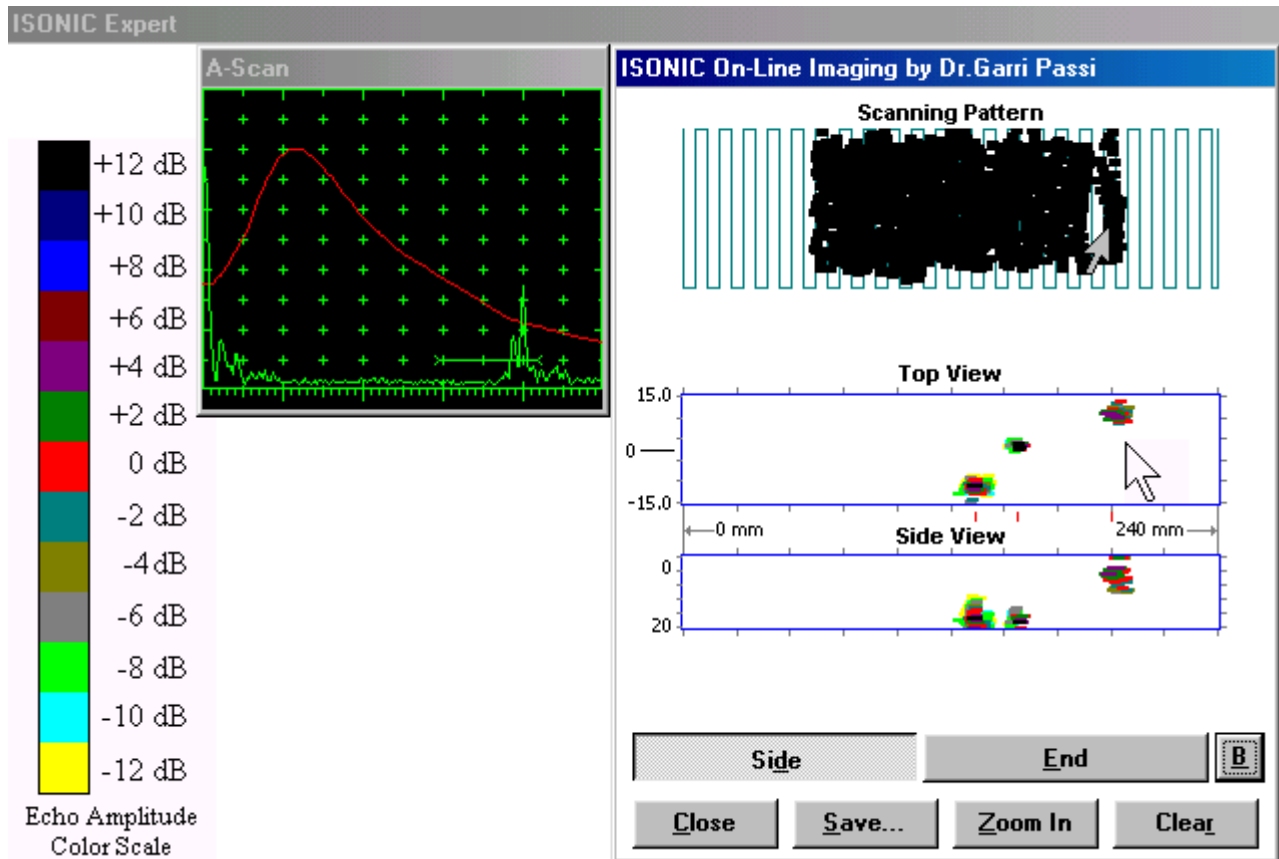 ISONIC Expert
A-Scan
+12 dB
+10 dB
+8 dB
+6 dB
+4 dB
+2 dB
0 dB
-2 dB
-4 dB
-6 dB
-8 dB
-10 dB
-12 dB
Echo Amplitude
Color Scale
ISONIC On-Line Imaging by Dr.Garri Passi
Scanning Pattern
Top View
15.0
0
-15.0
0 mm
240 mm
Side View
0
20
Side
End
B
Close
Save...
Zoom In
Clear